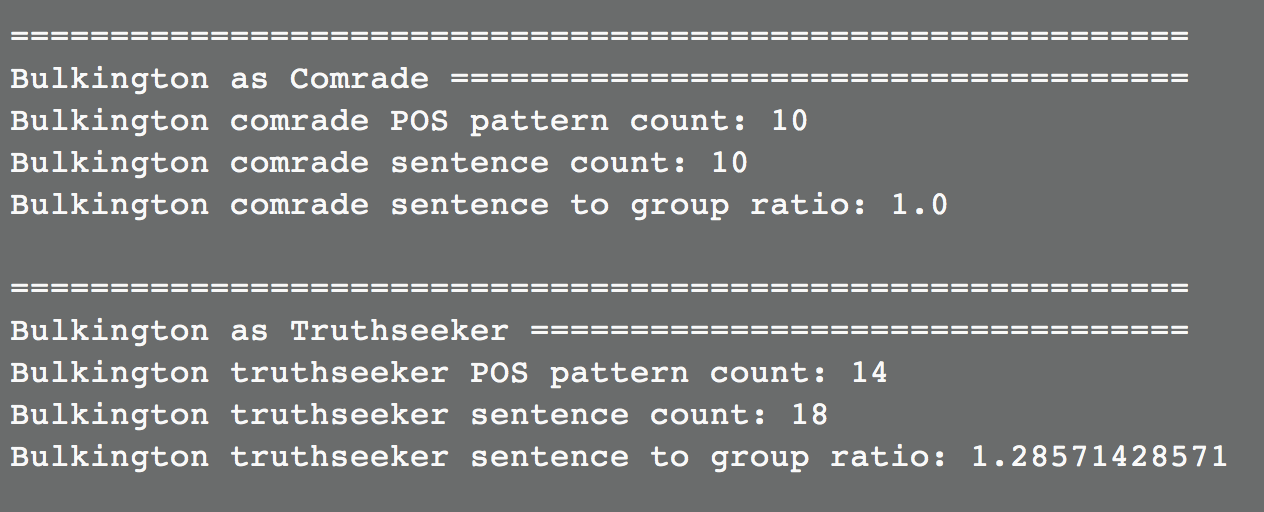 ===========================================================
Bulkington as Comrade =====================================
Bulkington comrade POS pattern count: 10
Bulkington comrade sentence count: 10
Bulkington comrade sentence to group ratio: 1.0
===========================================================
Bulkington as Truthseeker =================================
Bulkington truthseeker POS pattern count: 14
Bulkington truthseeker sentence count: 18
Bulkington truthseeker sentence to group ratio: 1.28571428571